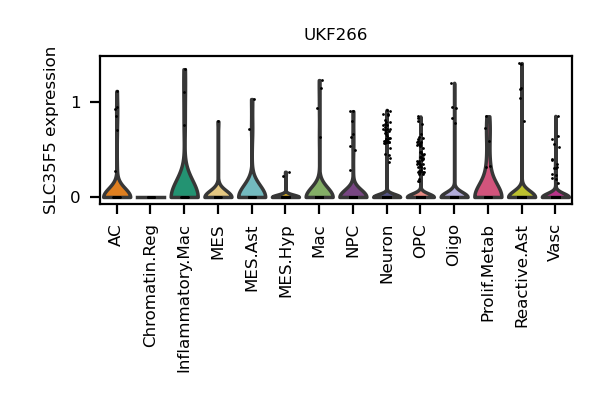 UKF266
SLC35F5 expression
1
0
AC
Chromatin.Reg
Inflammatory.Mac
MES
MES.Ast
MES.Hyp
Mac
NPC
Neuron
OPC
Oligo
Prolif.Metab
Reactive.Ast
Vasc